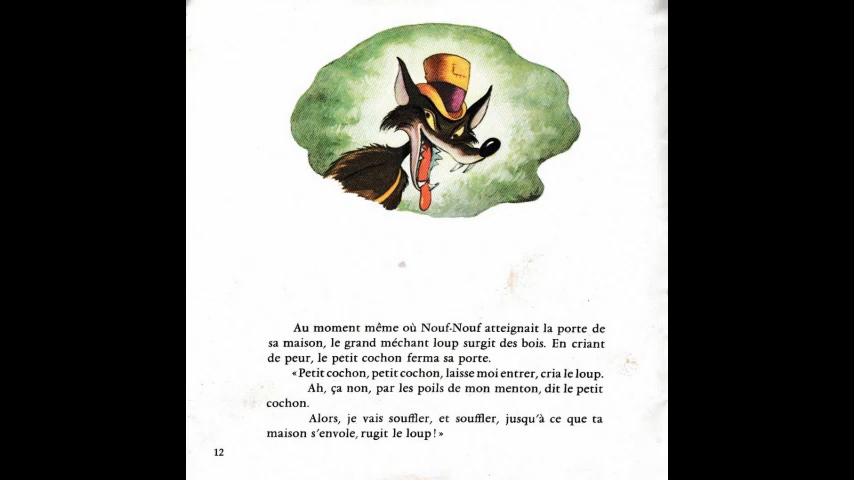 Au moment même où Nouf-Nouf atteignait la porte de
sa maison, le grand méchant loup surgit des bois. En criant
de peur, le petit cochon ferma sa porte.
«Petit cochon, petit cochon, laisse moi entrer, cria le loup.
Ah, ça non, par les poils de mon menton, dit le petit
cochon.
Alors, je vais souffler, et souffler, jusqu'à ce que ta
maison s'envole, rugit le loup!»
12